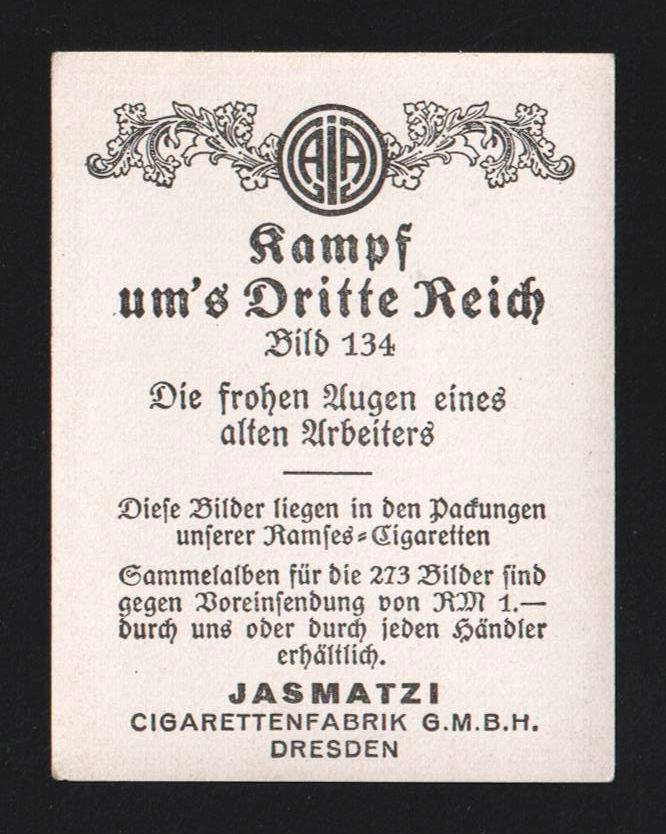 Kampf
um's Dritte Reich
Bild 134
Die frohen Augen eines
alten Arbeiters
Diese Bilder liegen in den Packungen
unserer Ramses=Cigaretten
Sammelalben für die 273 Bilder sind
gegen Voreinsendung von RM 1.—
durch uns oder durch jeden Händler
erhältlich.
JASMATZI
CIGARETTENFABRIK G.M.B.H.
DRESDEN